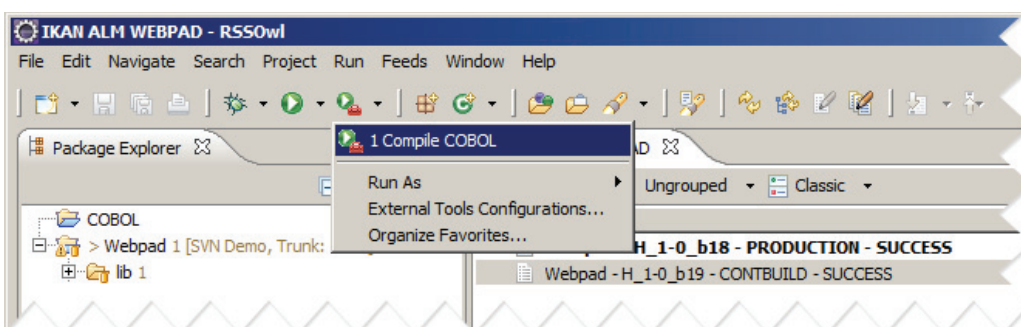 IKAN ALM WEBPAD - RSSOwl
File Edit Navigate Search Project Run Feeds Window Help
Package Explorer
1 Compile COBOL
Run As
External Tools Configurations...
Organize Favorites...
Ungrouped Classic
COBOL
> Webpad 1 [SVN Demo, Trunk:
lib 1
H_1-0_b18 - PRODUCTION - SUCCESS
Webpad - H_1-0_b19 - CONTBUILD - SUCCESS